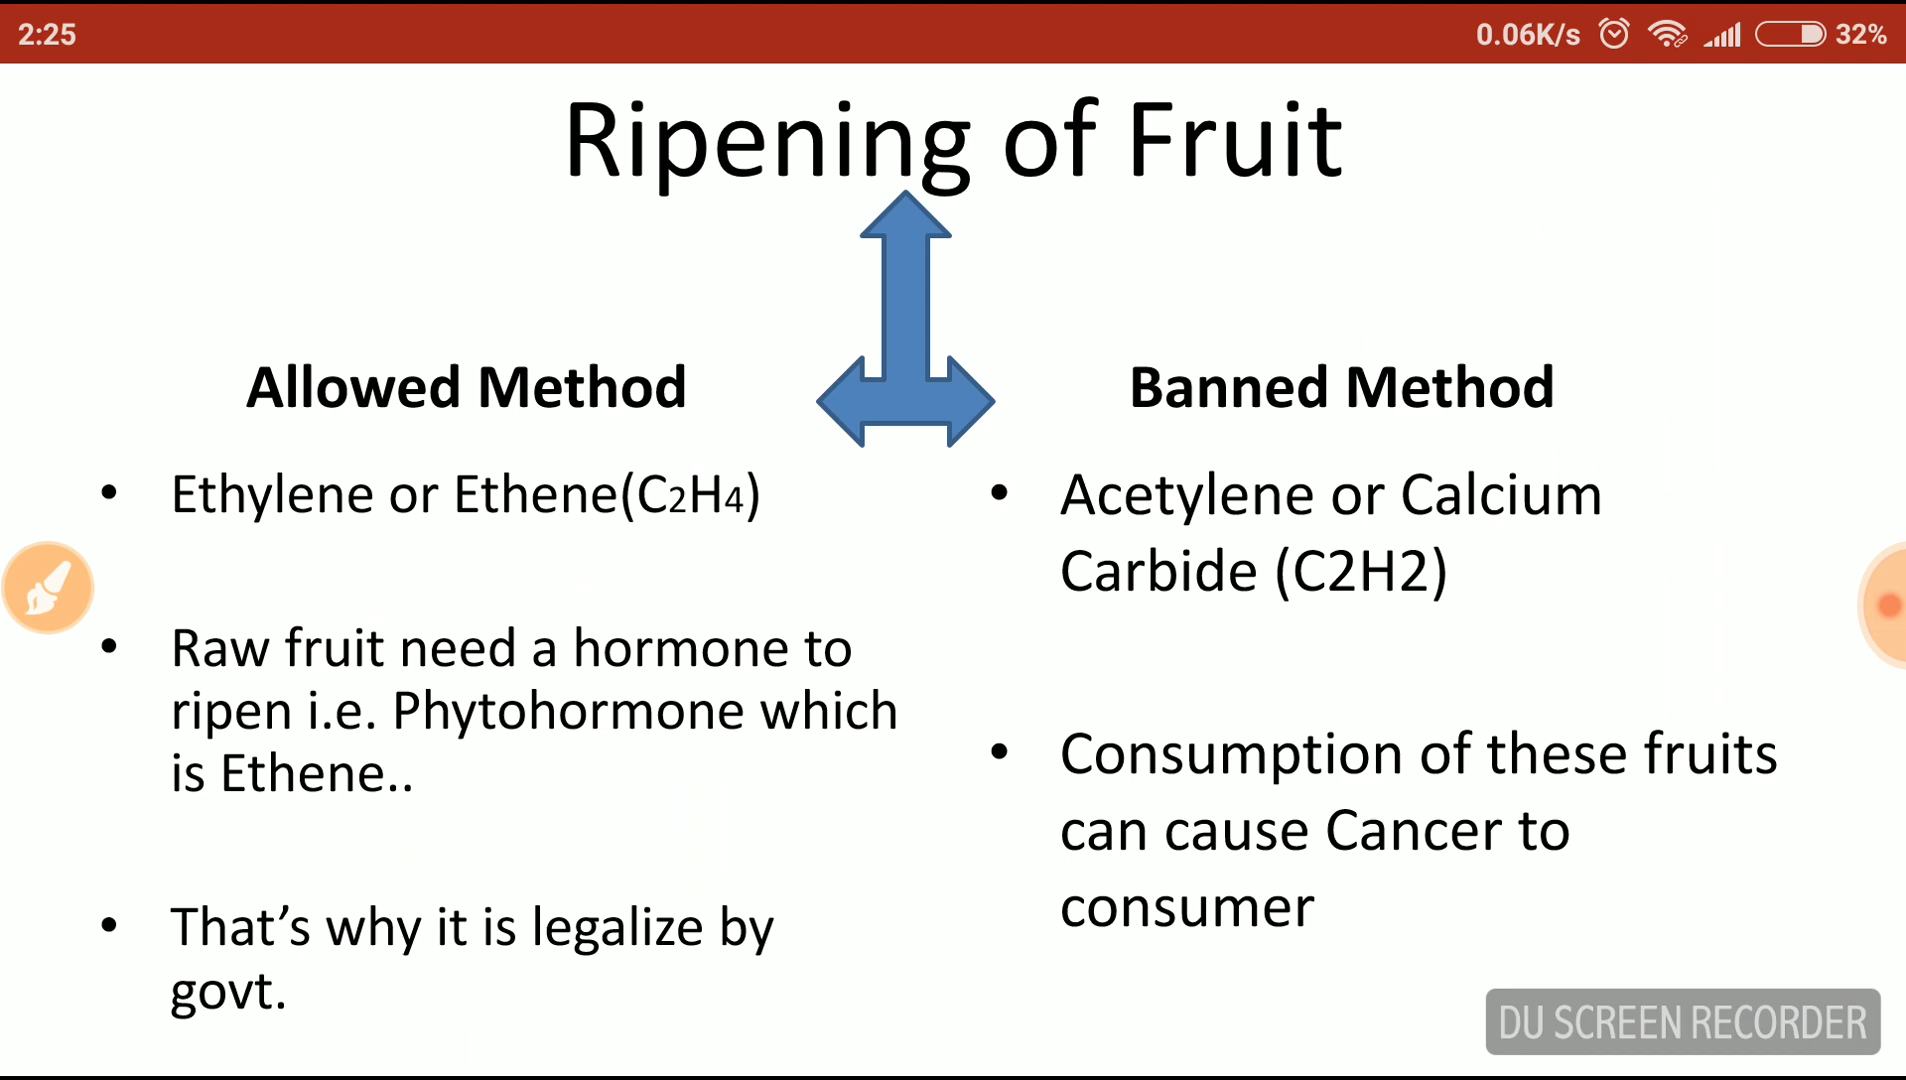 2:25
0.06K/s
32%
Ripening of Fruit
Allowed Method
• Ethylene or Ethene(C2H4)
• Raw fruit need a hormone to
ripen i.e. Phytohormone which
is Ethene..
• That’s why it is legalize by
govt.
Banned Method
• Acetylene or Calcium
Carbide (C2H2)
• Consumption of these fruits
can cause Cancer to
consumer
DU SCREEN RECORDER